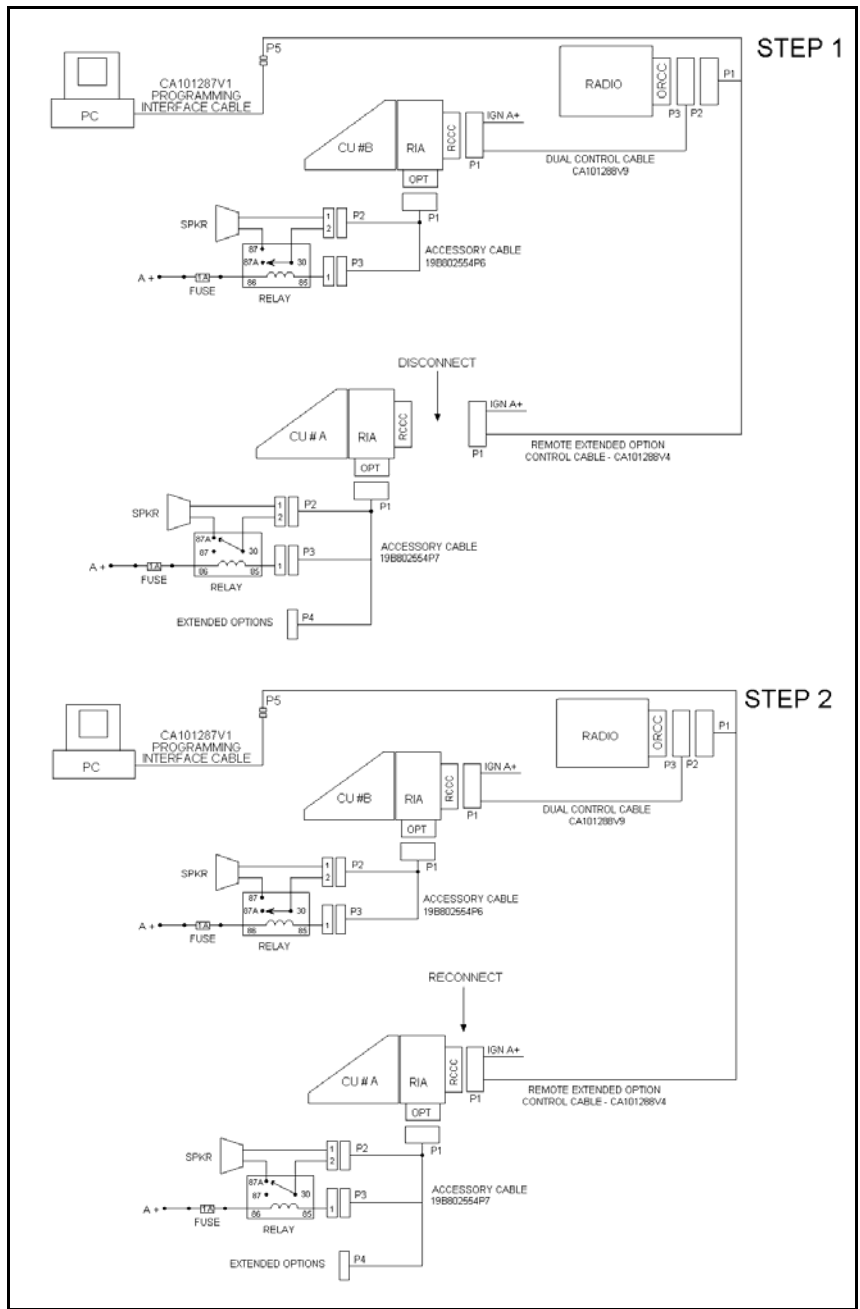 STEP 1
P5
CA101287V1
PROGRAMMING
INTERFACE CABLE
PC
RADIO
ORCC
P3
P2
P1
CU #B
RIA
RCCC
IGN A+
P1
DUAL CONTROL CABLE
CA101288V9
OPT
P1
SPKR
1
2
P2
ACCESSORY CABLE
19B802554P6
87
87A
30
P3
1
A +
1A
FUSE
86
85
RELAY
DISCONNECT
CU # A
RIA
RCCC
IGN A+
P1
REMOTE EXTENDED OPTION
CONTROL CABLE - CA101288V4
OPT
P1
SPKR
1
2
P2
87A
87
30
P3
1
ACCESSORY CABLE
19B802554P7
A +
1A
FUSE
86
85
RELAY
EXTENDED OPTIONS
P4
STEP 2
P5
CA101287V1
PROGRAMMING
INTERFACE CABLE
PC
RADIO
ORCC
P3
P2
P1
CU #B
RIA
RCCC
IGN A+
P1
DUAL CONTROL CABLE
CA101288V9
OPT
P1
SPKR
1
2
P2
ACCESSORY CABLE
19B802554P6
87
87A
30
P3
1
A +
1A
FUSE
86
85
RELAY
RECONNECT
CU # A
RIA
RCCC
IGN A+
P1
REMOTE EXTENDED OPTION
CONTROL CABLE - CA101288V4
OPT
P1
SPKR
1
2
P2
87A
87
30
P3
1
ACCESSORY CABLE
19B802554P7
A +
1A
FUSE
86
85
RELAY
EXTENDED OPTIONS
P4